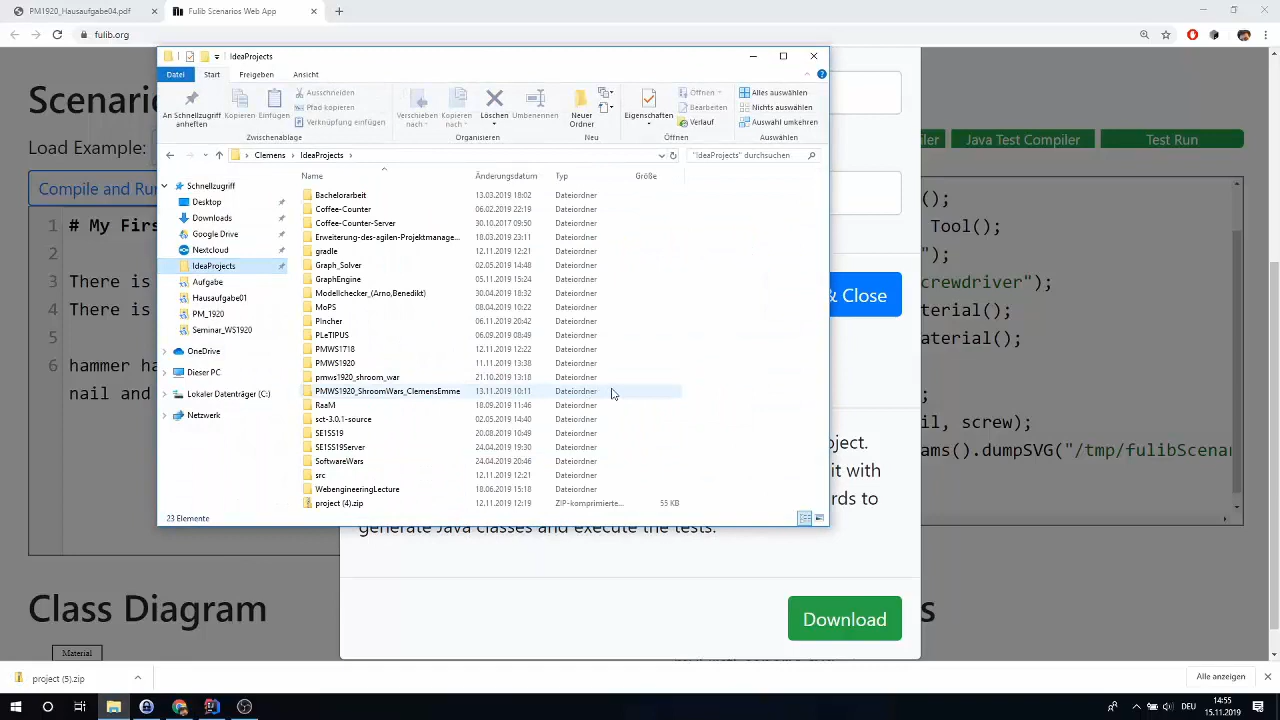 PM1920_Hausaufgabe04.pdf
Fulib Scenarios Web App
fulib.org
IdeaProjects
Datei
Start
Freigeben
Ansicht
An Schnellzugriff anheften
Kopieren
Einfügen
Ausschneiden
Pfad kopieren
Verknüpfung einfügen
Zwischenablage
Verschieben nach
Kopieren nach
Löschen
Umbenennen
Organisieren
Neuer Ordner
Neu
Eigenschaften
Öffnen
Bearbeiten
Verlauf
Öffnen
Alles auswählen
Nichts auswählen
Auswahl umkehren
Auswählen
Clemens
IdeaProjects
"IdeaProjects" durchsuchen
Name
Änderungsdatum
Typ
Größe
Schnellzugriff
Desktop
Downloads
Google Drive
Nextcloud
IdeaProjects
Aufgabe
Hausaufgabe01
PM_1920
Seminar_WS1920
OneDrive
Dieser PC
Lokaler Datenträger (C:)
Netzwerk
Bachelorarbeit 13.03.2019 18:02 Dateiordner
Coffee-Counter 06.02.2019 22:19 Dateiordner
Coffee-Counter-Server 30.10.2017 09:50 Dateiordner
Erweiterung-des-agilen-Projektmanage... 18.03.2019 23:11 Dateiordner
gradle 12.11.2019 12:21 Dateiordner
Graph_Solver 02.05.2019 14:48 Dateiordner
GraphEngine 05.11.2019 15:24 Dateiordner
Modellchecker_(Arno,Benedikt) 30.04.2019 18:32 Dateiordner
MoPS 08.04.2019 10:22 Dateiordner
Plncher 06.11.2019 20:42 Dateiordner
PLeTIPUS 06.09.2019 08:49 Dateiordner
PMWS1718 12.11.2019 12:22 Dateiordner
PMWS1920 11.11.2019 13:38 Dateiordner
pmws1920_shroom_war 21.10.2019 13:18 Dateiordner
PMWS1920_ShroomWars_ClemensEmme 13.11.2019 10:11 Dateiordner
RaaM 18.09.2019 11:46 Dateiordner
sct-3.0.1-source 02.05.2019 14:40 Dateiordner
SE1SS19 20.08.2019 10:49 Dateiordner
SE1SS19Server 24.04.2019 19:30 Dateiordner
SoftwareWars 24.04.2019 20:46 Dateiordner
src 12.11.2019 12:21 Dateiordner
WebengineeringLecture 18.06.2019 15:18 Dateiordner
project (4).zip 12.11.2019 12:19 ZIP-komprimierte... 55 KB
23 Elemente
Scenario
Load Example:
Compile and Run
1 # My Firs
2
3 There is
4 There is
5
6 hammer ha
nail and
iler
Java Test Compiler
Test Run
();
Tool();
");
crewdriver");
terial();
aterial();
;
il, screw);
ams().dumpSVG("/tmp/fulibScenar
& Close
oject.
it with
rds to
generate Java classes and execute the tests.
Download
Class Diagram
Material
s
project (5).zip
Alle anzeigen
DEU
14:55
15.11.2019